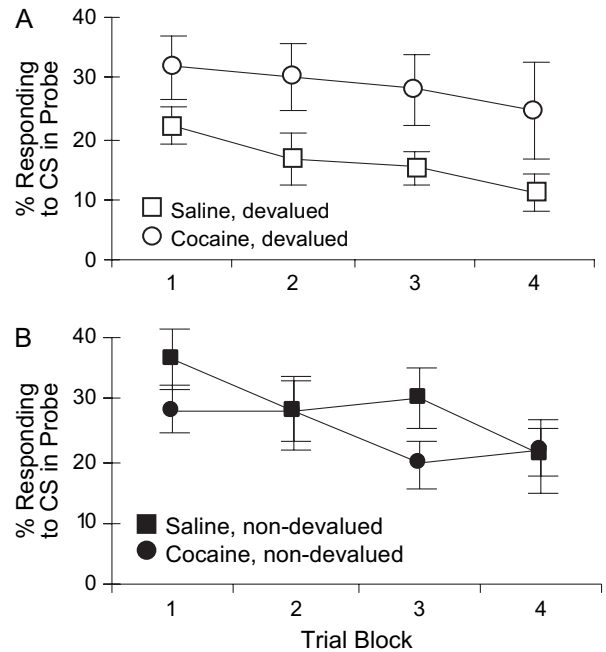 A
% Responding
to CS in Probe
40
30
20
10
0
Saline, devalued
Cocaine, devalued
1 2 3 4
B
% Responding
to CS in Probe
40
30
20
10
0
Saline, non-devalued
Cocaine, non-devalued
1 2 3 4
Trial Block